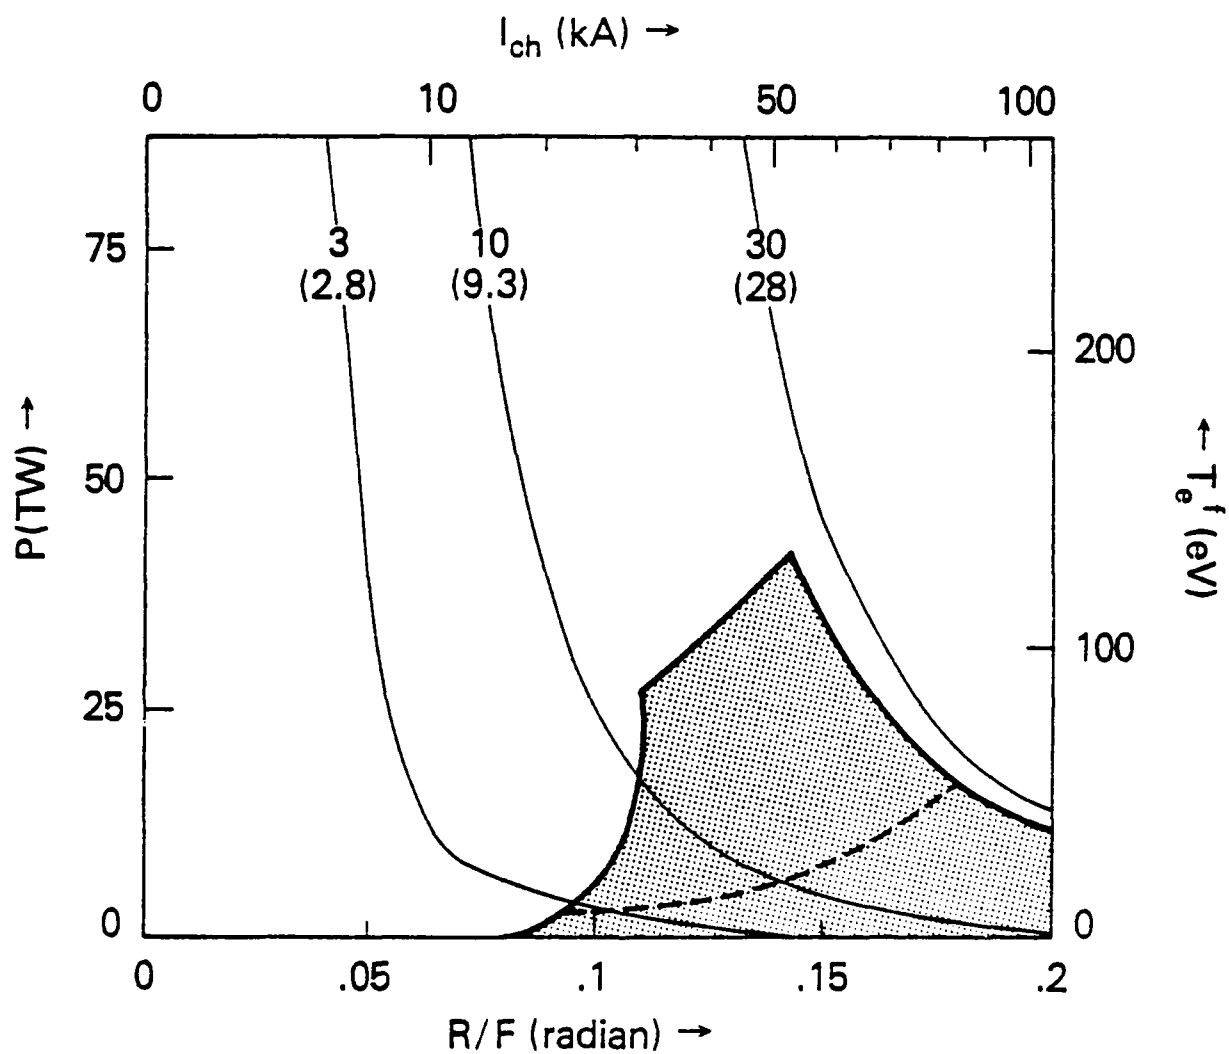 I_ch (kA) →
0 10 50 100
3 10 30
(2.8) (9.3) (28)
75
50
25
0
P(TW) →
200
100
0
← T_e^f (eV)
0 .05 .1 .15 .2
R/F (radian) →